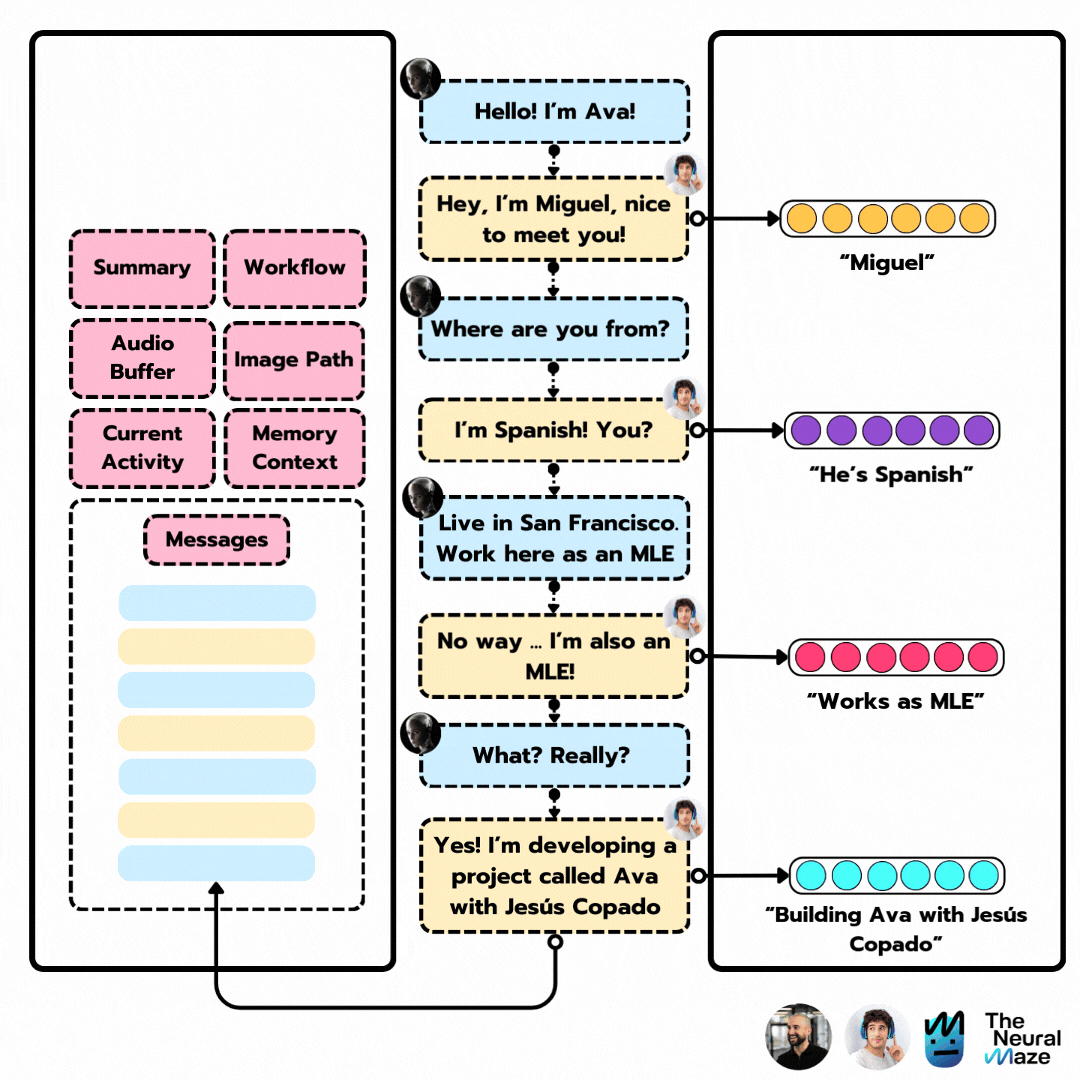 Summary
Workflow
Audio
Buffer
Image Path
Current
Activity
Memory
Context
Messages
Hello! I'm Ava!
Hey, I'm Miguel, nice
to meet you!
Where are you from?
I'm Spanish! You?
Live in San Francisco.
Work here as an MLE
No way ... I'm also an
MLE!
What? Really?
Yes! I'm developing a
project called Ava
with Jesús Copado
“Miguel”
“He's Spanish”
“Works as MLE”
“Building Ava with Jesús
Copado”
The
Neural
Maze